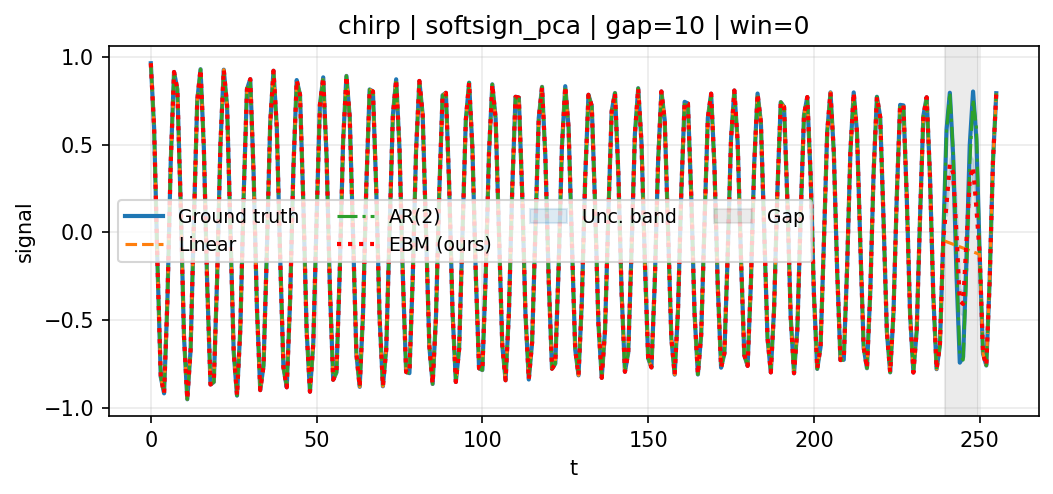 chirp | softsign_pca | gap=10 | win=0
1.0
0.5
0.0
−0.5
−1.0
signal
Ground truth
Linear
AR(2)
EBM (ours)
Unc. band
Gap
0 50 100 150 200 250
t